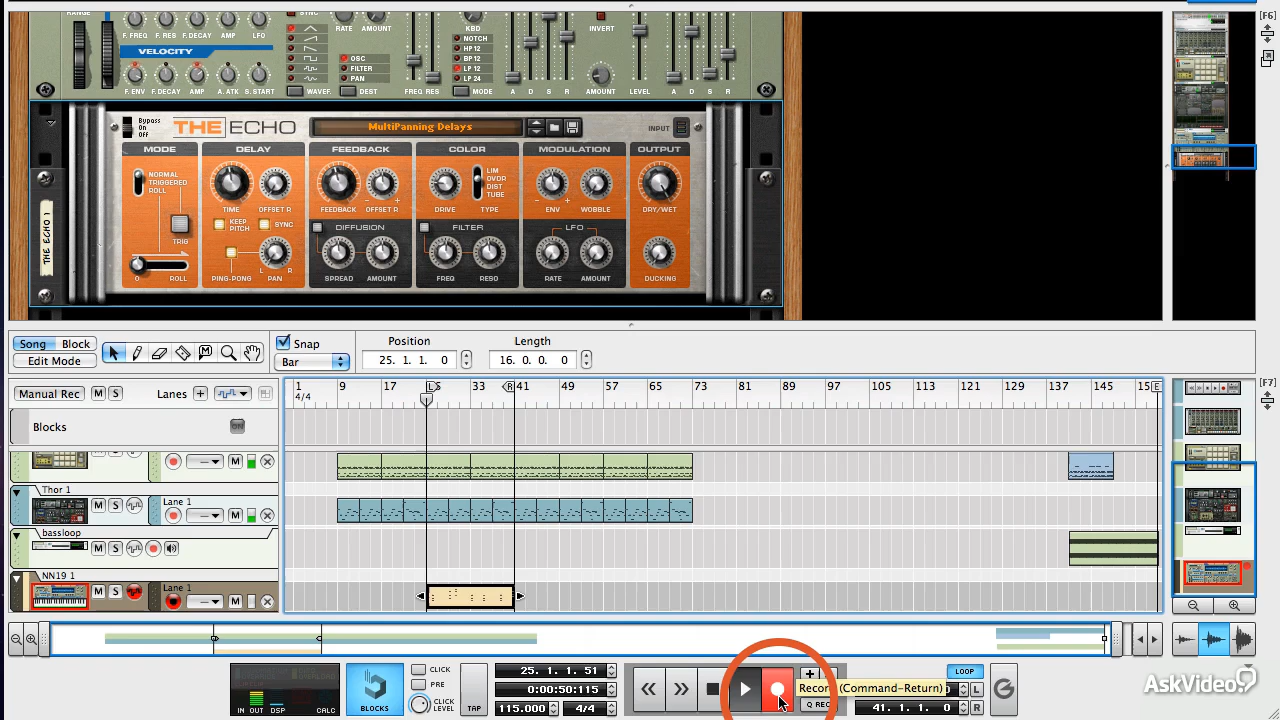 [F6]
SYNC
RATE AMOUNT
KBD
INVERT
F. FREQ F. RES F. DECAY AMP LFO
NOTCH
HP 12
BP 12
LP 12
LP 24
VELOCITY
OSC
FILTER
PAN
F. ENV F. DECAY AMP A. ATK S. START
WAVEF. DEST FREQ RES MODE A D S R AMOUNT LEVEL A D S R
Bypass
On
Off
THE ECHO
MultiPanning Delays
INPUT
MODE DELAY FEEDBACK COLOR MODULATION OUTPUT
NORMAL
TRIGGERED
ROLL
LIM
OVDR
DIST
TUBE
TIME OFFSET R FEEDBACK OFFSET R DRIVE TYPE ENV WOBBLE DRY/WET
KEEP
PITCH
SYNC
DIFFUSION FILTER LFO
TRIG
L R
0 ROLL
PING-PONG PAN SPREAD AMOUNT FREQ RESO RATE AMOUNT DUCKING
THE ECHO 1
Song Block
Edit Mode
Snap
Bar
Position
25. 1. 1. 0
Length
16. 0. 0. 0
[F7]
Manual Rec M S Lanes +
1 9 17 33 41 49 57 65 73 81 89 97 105 113 121 129 137 145
4/4
L R E
Blocks ON
M
Thor 1
M S Lane 1
M
bassloop
M S
NN19 1
M S Lane 1
M
IN OUT DSP CALC
BLOCKS
CLICK
PRE
CLICK
LEVEL
TAP
25. 1. 1. 51
0:00:50:115
115.000 4/4
Record (Command-Return)
Q REC
LOOP
L
41. 1. 1. 0 R
AskVideo